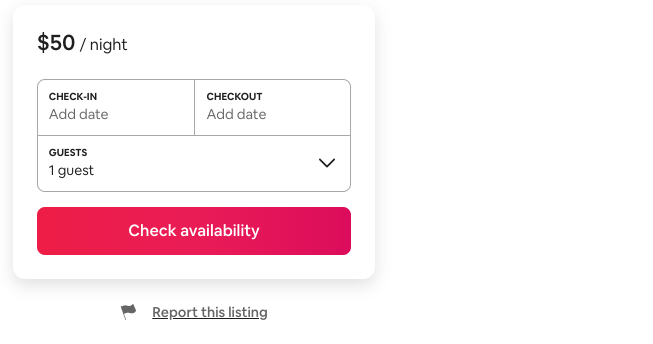 $50 / night
CHECK-IN
Add date
CHECKOUT
Add date
GUESTS
1 guest
Check availability
Report this listing